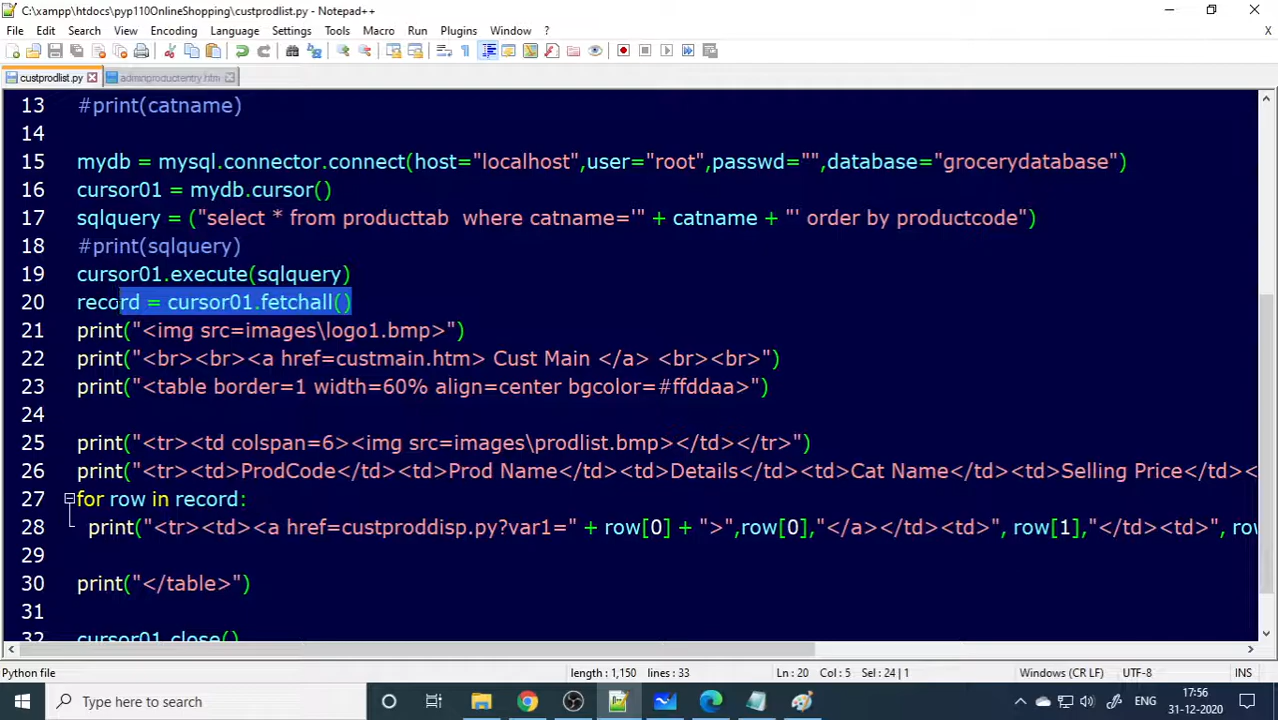 C:\xampp\htdocs\pyp110OnlineShopping\custprodlist.py - Notepad++
File Edit Search View Encoding Language Settings Tools Macro Run Plugins Window ?
custprodlist.py adminproductentry.htm
13 #print(catname)
14
15 mydb = mysql.connector.connect(host="localhost",user="root",passwd="",database="grocerydatabase")
16 cursor01 = mydb.cursor()
17 sqlquery = ("select * from producttab  where catname='" + catname + "' order by productcode")
18 #print(sqlquery)
19 cursor01.execute(sqlquery)
20 record = cursor01.fetchall()
21 print("<img src=images\logo1.bmp>")
22 print("<br><br><a href=custmain.htm> Cust Main </a> <br><br>")
23 print("<table border=1 width=60% align=center bgcolor=#ffddaa>")
24
25 print("<tr><td colspan=6><img src=images\prodlist.bmp></td></tr>")
26 print("<tr><td>ProdCode</td><td>Prod Name</td><td>Details</td><td>Cat Name</td><td>Selling Price</td><
27 for row in record:
28 print("<tr><td><a href=custproddisp.py?var1=" + row[0] + ">",row[0],"</a></td><td>", row[1],"</td><td>", row
29
30 print("</table>")
31
32 cursor01.close()
Python file length : 1,150 lines : 33 Ln : 20 Col : 5 Sel : 24 | 1 Windows (CR LF) UTF-8 INS
Type here to search ENG 17:56
31-12-2020